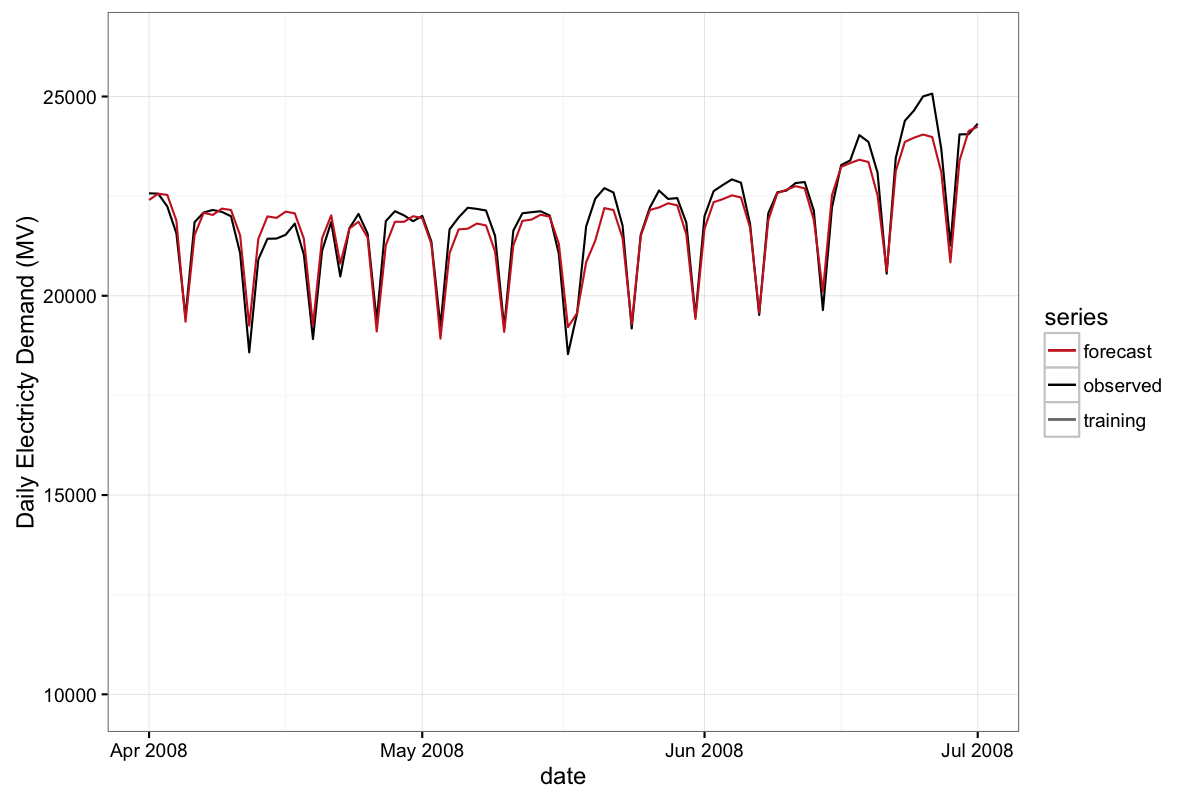 25000
20000
15000
10000
Daily Electricty Demand (MV)
Apr 2008
May 2008
Jun 2008
Jul 2008
date
series
forecast
observed
training